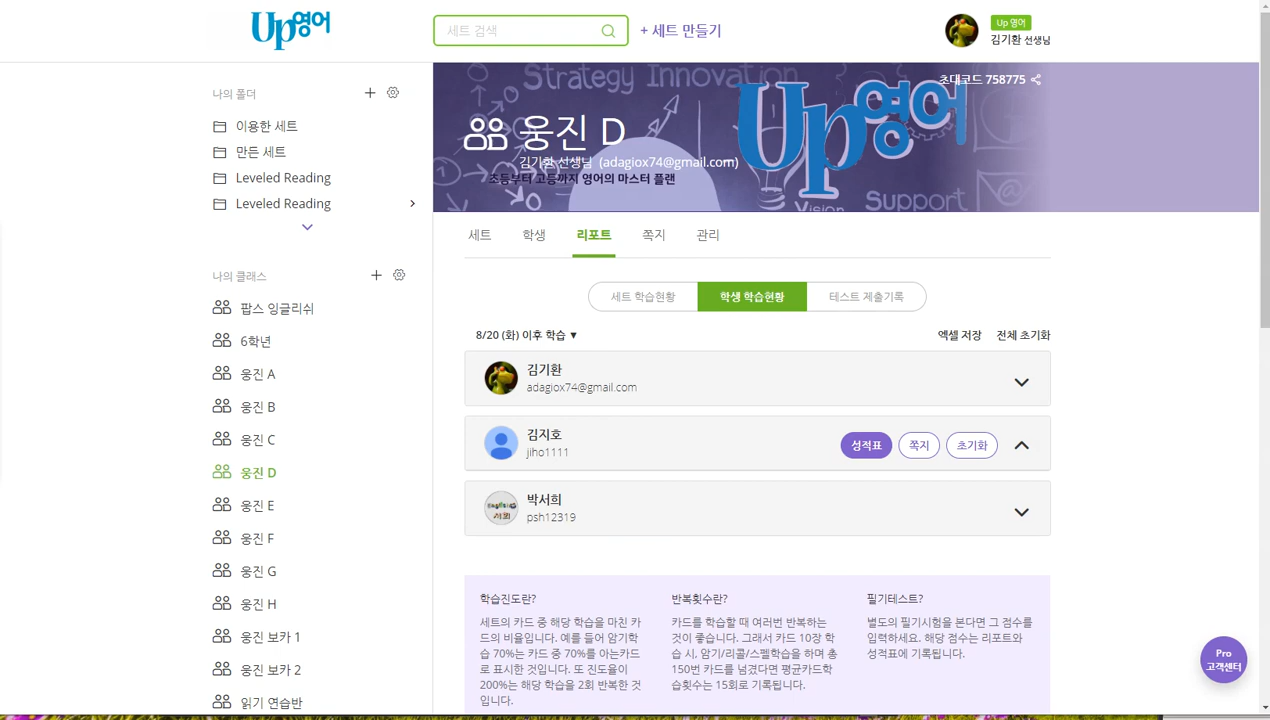 Up영어
세트 검색
+ 세트 만들기
Up 영어
김기환 선생님
나의 폴더
이용한 세트
만든 세트
Leveled Reading
Leveled Reading
나의 클래스
팝스 잉글리쉬
6학년
웅진 A
웅진 B
웅진 C
웅진 D
웅진 E
웅진 F
웅진 G
웅진 H
웅진 보카 1
웅진 보카 2
읽기 연습반
Strategy Innovation
초대코드 758775
Up영어
웅진 D
김기환 선생님 (adagiox74@gmail.com)
초등부터 고등까지 영어의 마스터 플랜
Vision
Support
세트 학생 리포트 쪽지 관리
세트 학습현황 학생 학습현황 테스트 제출기록
8/20 (화) 이후 학습 ▼ 엑셀 저장 전체 초기화
김기환
adagiox74@gmail.com
김지호
jiho1111
성적표 쪽지 초기화
박서희
psh12319
학습진도란?
세트의 카드 중 해당 학습을 마친 카
드의 비율입니다. 예를 들어 암기학
습 70%는 카드 중 70%를 아는카드
로 표시한 것입니다. 또 진도율이
200%는 해당 학습을 2회 반복한 것
입니다.
반복횟수란?
카드를 학습할 때 여러번 반복하는
것이 좋습니다. 그래서 카드 10장 학
습 시, 암기/리콜/스펠학습을 하며 총
150번 카드를 넘겼다면 평균카드학
습횟수는 15회로 기록됩니다.
필기테스트?
별도의 필기시험을 본다면 그 점수를
입력하세요. 해당 점수는 리포트와
성적표에 기록됩니다.
Pro
고객센터